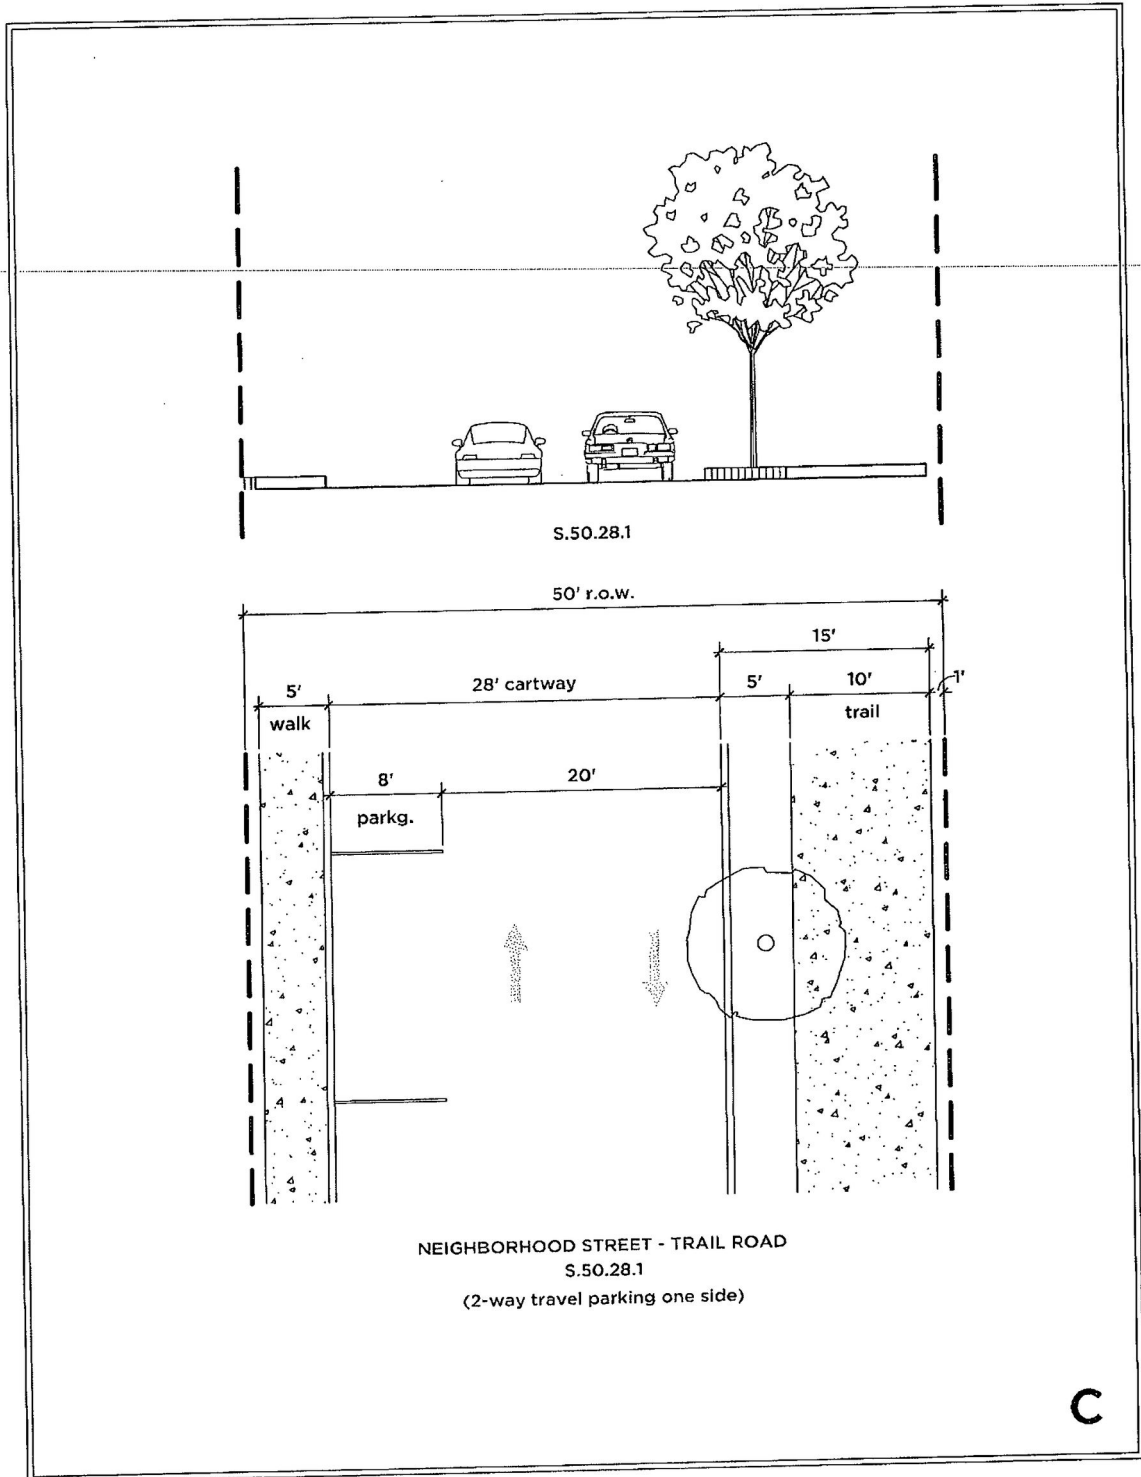 S.50.28.1
50' r.o.w.
15'
5'
28' cartway
5'
10'
1'
walk
trail
8'
20'
parkg.
NEIGHBORHOOD STREET - TRAIL ROAD
S.50.28.1
(2-way travel parking one side)
C